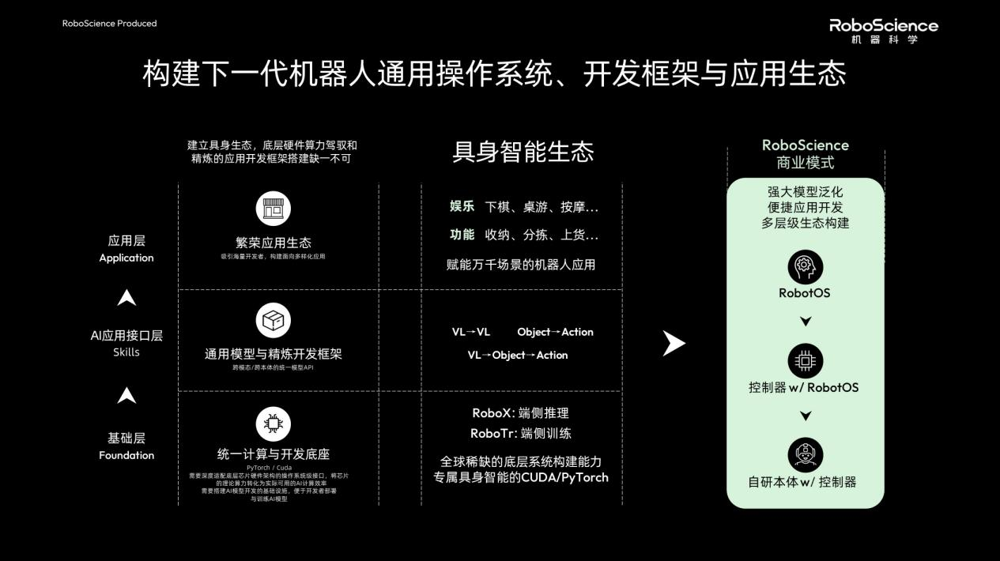 RoboScience Produced
RoboScience
机器科学
构建下一代机器人通用操作系统、开发框架与应用生态
建立具身生态，底层硬件算力驾驭和
精炼的应用开发框架搭建缺一不可
具身智能生态
RoboScience
商业模式
应用层
Application
繁荣应用生态
吸引海量开发者，构建面向多样化应用
娱乐 下棋、桌游、按摩...
功能 收纳、分拣、上货...
赋能万千场景的机器人应用
AI应用接口层
Skills
通用模型与精炼开发框架
跨模态/跨本体的统一模型API
VL→VL Object→Action
VL→Object→Action
基础层
Foundation
统一计算与开发底座
PyTorch / Cuda
需要深度适配底层芯片硬件架构的操作系统级接口，将芯片
的理论算力转化为实际可用的AI计算效率
需要搭建AI模型开发的基础设施，便于开发者部署
与训练AI模型
RoboX: 端侧推理
RoboTr: 端侧训练
全球稀缺的底层系统构建能力
专属具身智能的CUDA/PyTorch
强大模型泛化
便捷应用开发
多层级生态构建
RobotOS
控制器 w/ RobotOS
自研本体 w/ 控制器